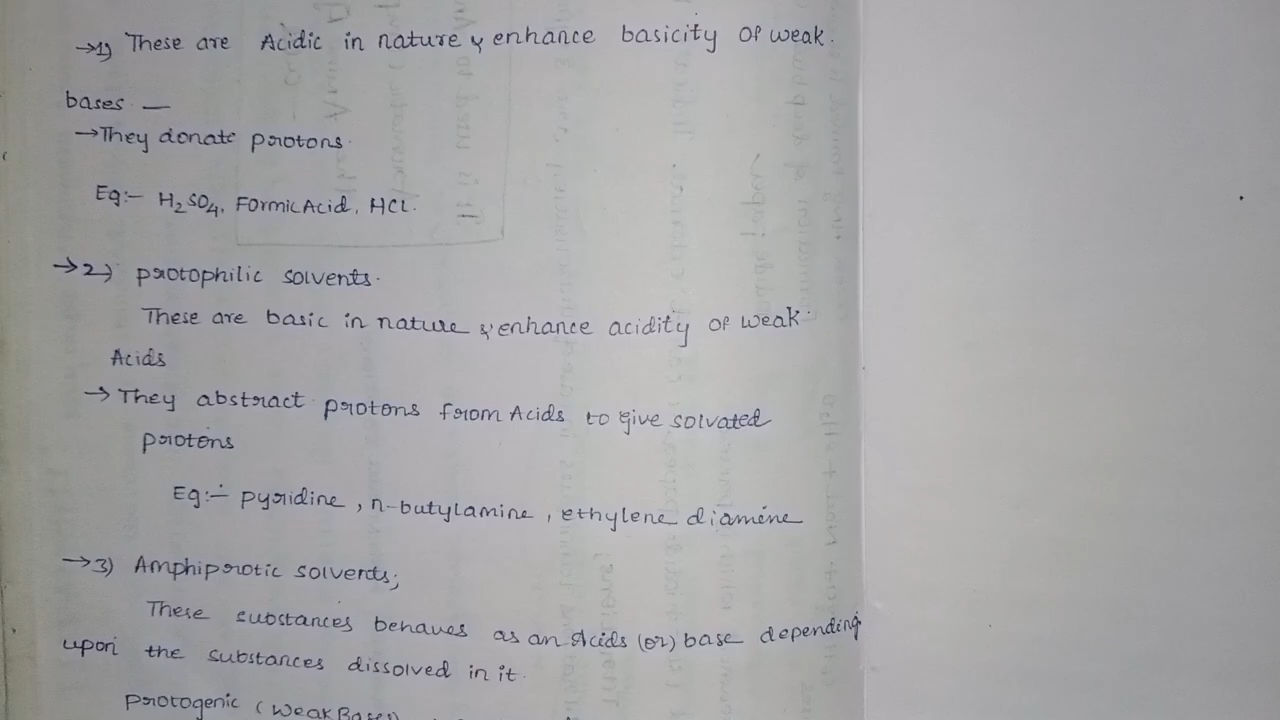 →1) These are Acidic in nature & enhance basicity of weak.
bases. —
→They donate protons.
Eg:- H₂SO₄, Formic Acid, HCl.
→2) protophilic solvents.
These are basic in nature & enhance acidity of weak.
Acids
→ They abstract protons from Acids to give solvated
protons
Eg:- pyridine, n-butylamine, ethylene diamine
→3) Amphiprotic solvents;
These substances behaves as an Acids (or) base depending
upon the substances dissolved in it.
Protogenic (Weak Bases)